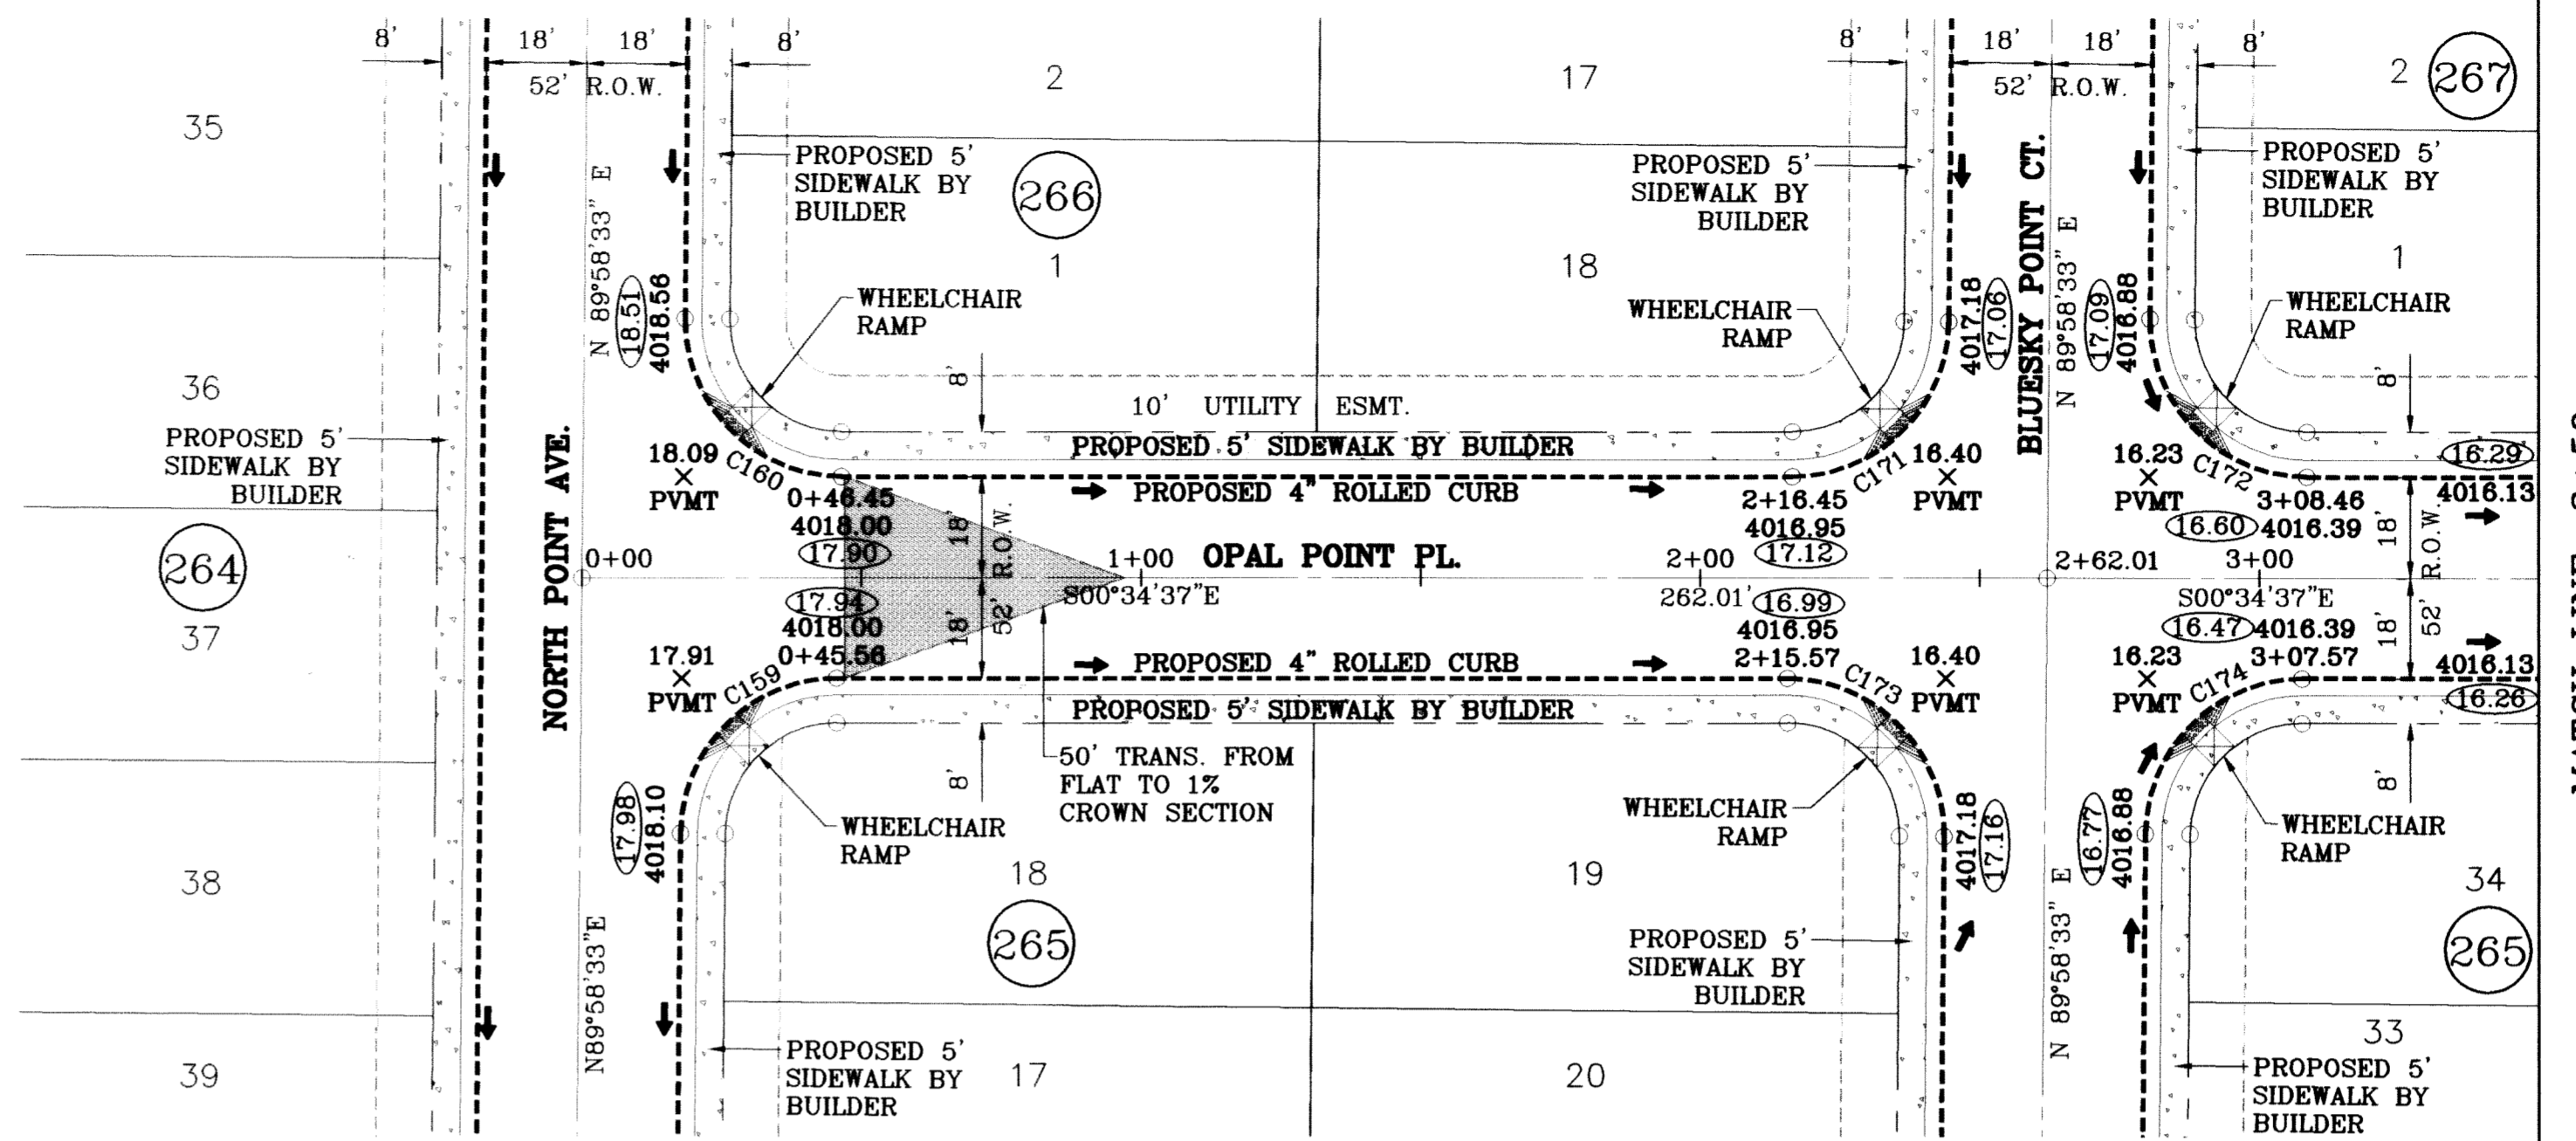 8'
18'
18'
8'
52' R.O.W.
8'
18'
18'
8'
52' R.O.W.
35
2
17
2
267
PROPOSED 5'
SIDEWALK BY
BUILDER
266
PROPOSED 5'
SIDEWALK BY
BUILDER
PROPOSED 5'
SIDEWALK BY
BUILDER
N 89°58'33" E
BLUESKY POINT CT.
N 89°58'33" E
1
18
1
18.51
4018.56
WHEELCHAIR
RAMP
WHEELCHAIR
RAMP
4017.18
17.06
17.09
4016.88
WHEELCHAIR
RAMP
36
8'
8'
10' UTILITY ESMT.
PROPOSED 5'
SIDEWALK BY
BUILDER
NORTH POINT AVE.
18.09
PVMT
C160
PROPOSED 5' SIDEWALK BY BUILDER
PROPOSED 4" ROLLED CURB
0+46.45
4018.00
17.90
18'
R.O.W.
C171
2+16.45
4016.95
17.12
16.40
PVMT
16.23
PVMT
C172
3+08.46
16.60
4016.39
16.29
4016.13
18'
R.O.W.
264
0+00
1+00
OPAL POINT PL.
2+00
2+62.01
3+00
S00°34'37"E
262.01'
S00°34'37"E
37
17.94
4018.00
0+45.56
18'
52'
16.99
4016.95
2+15.57
16.47
4016.39
3+07.57
18'
52'
17.91
PVMT
C159
PROPOSED 4" ROLLED CURB
PROPOSED 5' SIDEWALK BY BUILDER
C173
16.40
PVMT
16.23
PVMT
C174
4016.13
16.26
50' TRANS. FROM
FLAT TO 1%
CROWN SECTION
8'
8'
17.98
4018.10
WHEELCHAIR
RAMP
WHEELCHAIR
RAMP
4017.18
17.16
16.77
4016.88
WHEELCHAIR
RAMP
38
18
19
34
265
265
N89°58'33"E
PROPOSED 5'
SIDEWALK BY
BUILDER
N 89°58'33" E
33
39
PROPOSED 5'
SIDEWALK BY
BUILDER
17
20
PROPOSED 5'
SIDEWALK BY
BUILDER